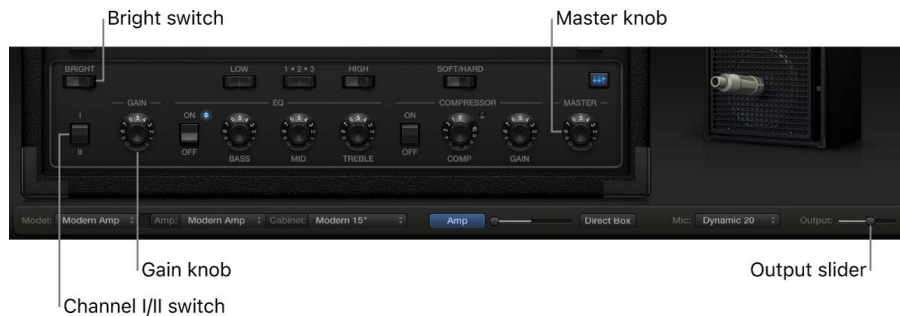 Bright switch
Master knob
BRIGHT
LOW
1 • 2 • 3
HIGH
SOFT/HARD
GAIN
EQ
COMPRESSOR
MASTER
I
II
ON
OFF
BASS
MID
TREBLE
ON
OFF
COMP
GAIN
Model: Modern Amp
Amp: Modern Amp
Cabinet: Modern 15"
Amp
Direct Box
Mic: Dynamic 20
Output:
Gain knob
Output slider
Channel I/II switch